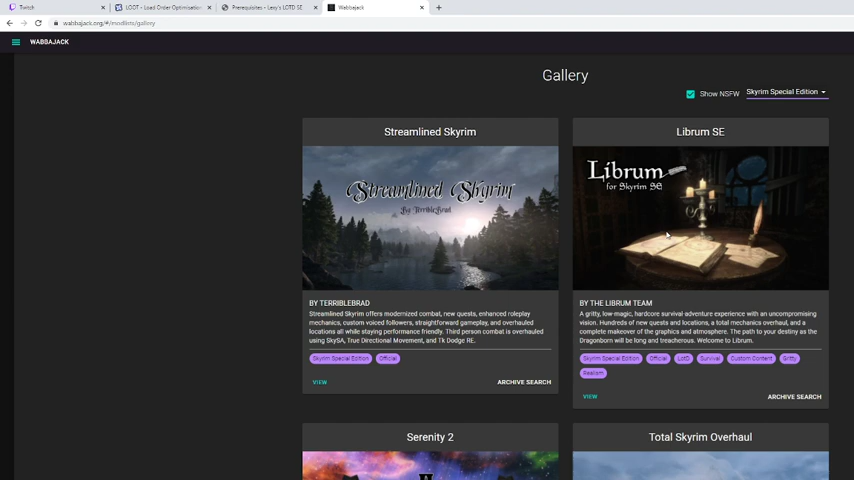 Twitch
LOOT - Load Order Optimisation
Prerequisites - Lexy's LOTD SE
Wabbajack
wabbajack.org/#/modlists/gallery
WABBAJACK
Gallery
Show NSFW
Skyrim Special Edition
Streamlined Skyrim
Librum SE
Streamlined Skyrim
By TerribleBrad
Librum
for Skyrim SE
BY TERRIBLEBRAD
Streamlined Skyrim offers modernized combat, new quests, enhanced roleplay
mechanics, custom voiced followers, straightforward gameplay, and overhauled
locations all while staying performance friendly. Third person combat is overhauled
using SkySA, True Directional Movement, and Tk Dodge RE.
Skyrim Special Edition
Official
VIEW
ARCHIVE SEARCH
BY THE LIBRUM TEAM
A gritty, low-magic, hardcore survival-adventure experience with an uncompromising
vision. Hundreds of new quests and locations, a total mechanics overhaul, and a
complete makeover of the graphics and atmosphere. The path to your destiny as the
Dragonborn will be long and treacherous. Welcome to Librum.
Skyrim Special Edition
Official
LotD
Survival
Custom Content
Gritty
Realism
VIEW
ARCHIVE SEARCH
Serenity 2
Total Skyrim Overhaul